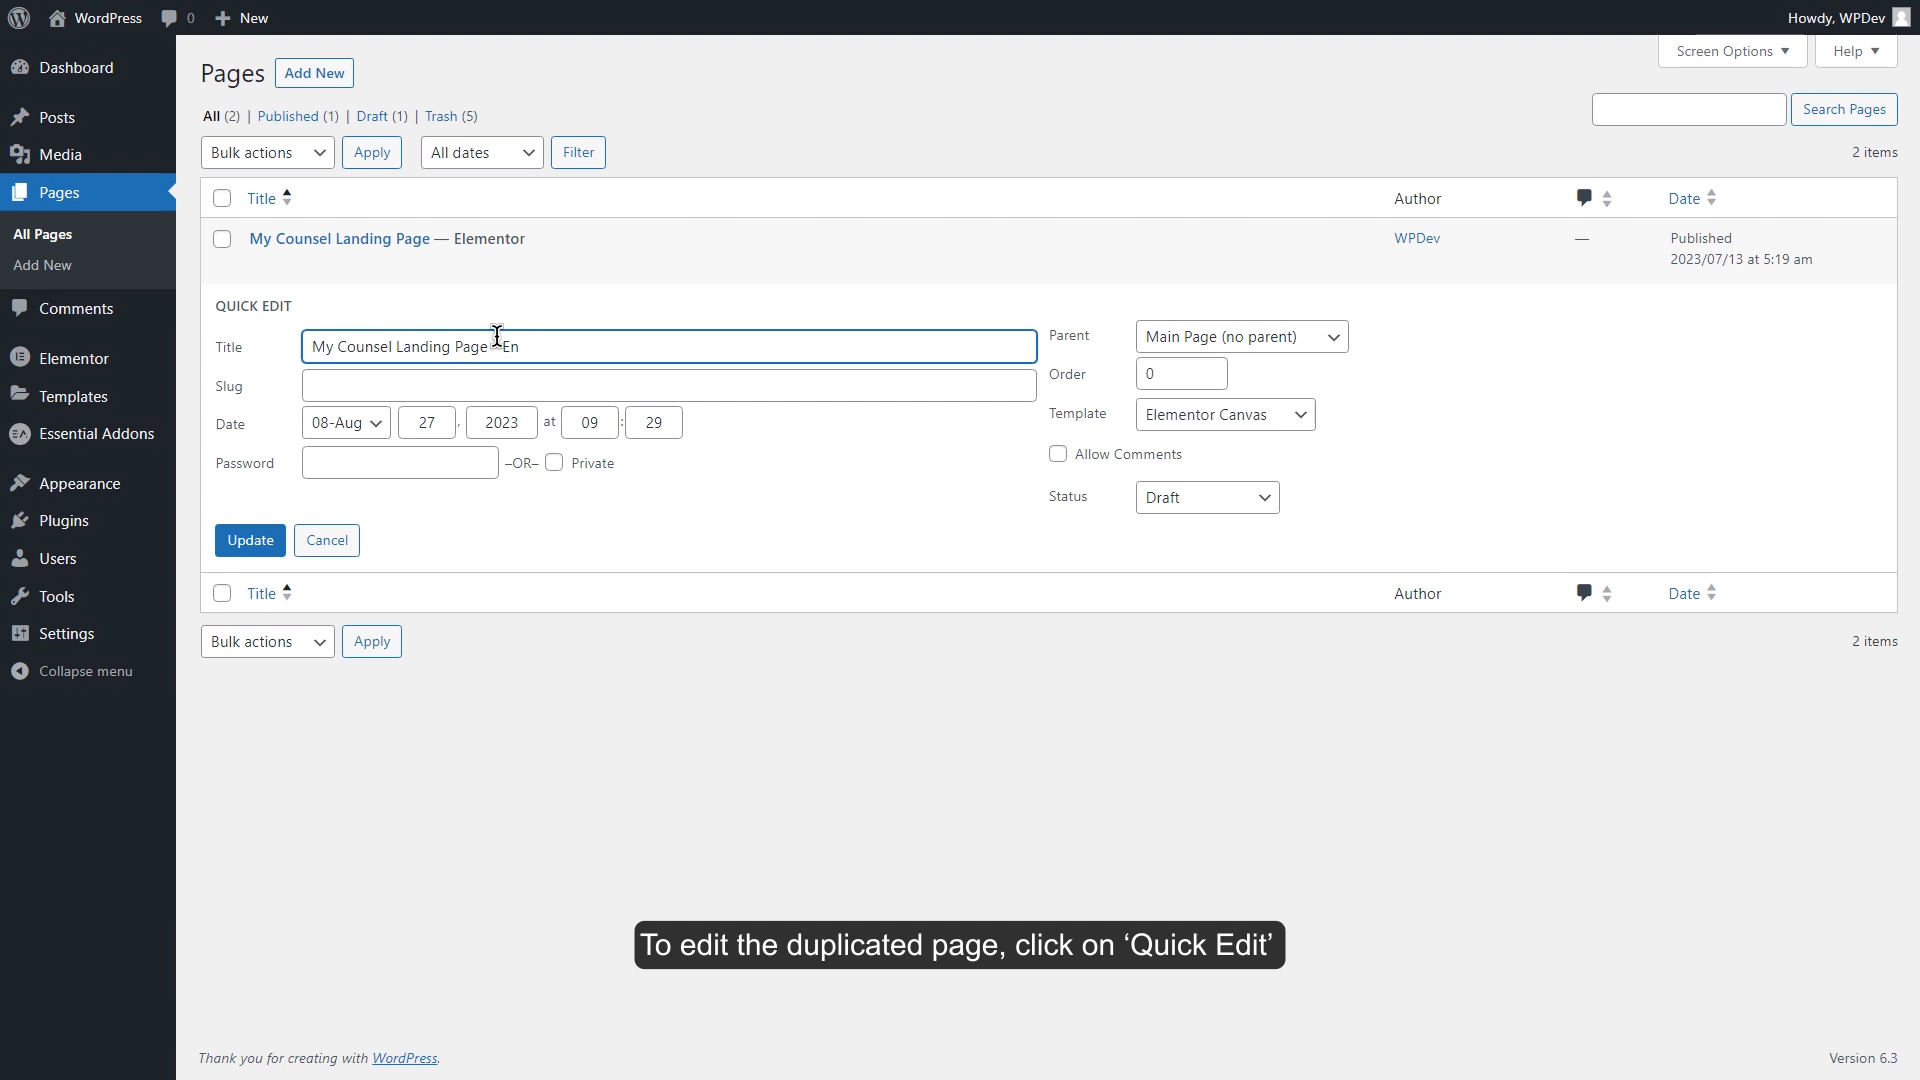 WordPress 0 New Howdy, WPDev
Screen Options Help
Dashboard
Posts
Media
Pages
All Pages
Add New
Comments
Elementor
Templates
Essential Addons
Appearance
Plugins
Users
Tools
Settings
Collapse menu
Pages Add New
All (2) | Published (1) | Draft (1) | Trash (5)
Search Pages
Bulk actions Apply All dates Filter 2 items
Title Author Date
My Counsel Landing Page — Elementor WPDev — Published
2023/07/13 at 5:19 am
QUICK EDIT
Title My Counsel Landing Page En
Slug
Date 08-Aug 27 , 2023 at 09 : 29
Password –OR– Private
Parent Main Page (no parent)
Order 0
Template Elementor Canvas
Allow Comments
Status Draft
Update Cancel
Title Author Date
Bulk actions Apply 2 items
To edit the duplicated page, click on ‘Quick Edit’
Thank you for creating with WordPress. Version 6.3